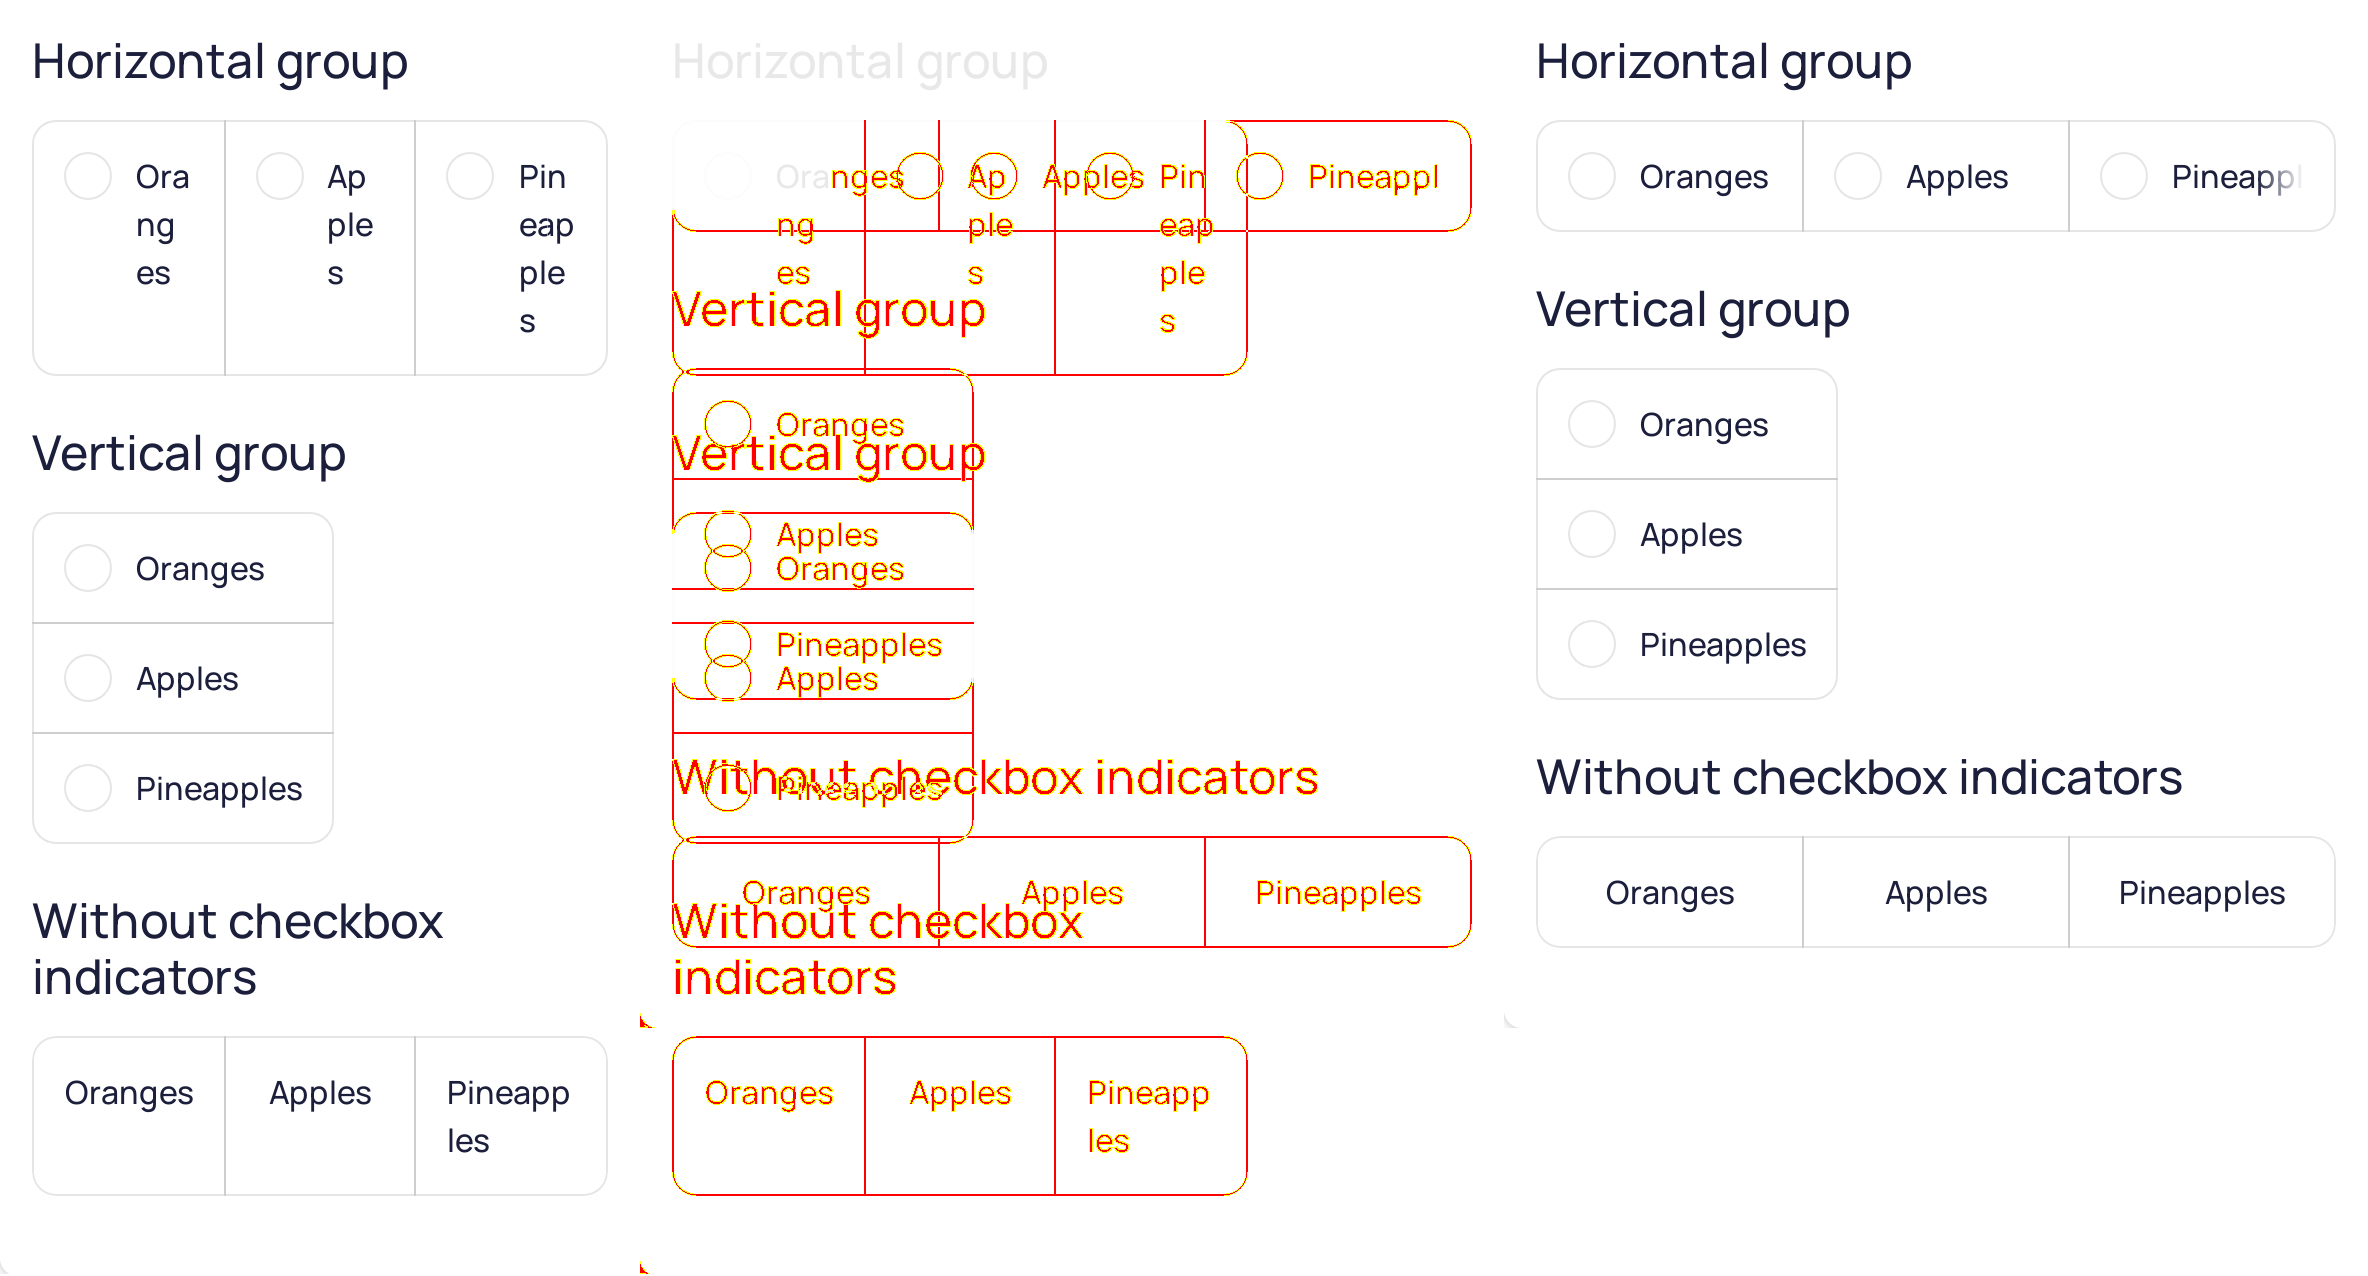 Horizontal group
Ora
ng
es
Ap
ple
s
Pin
eap
ple
s
Vertical group
Oranges
Apples
Pineapples
Without checkbox
indicators
Oranges
Apples
Pineapp
les
Horizontal group
Oranges
Ap
Apples
Pin
Pineappl
ng
ple
eap
es
s
ple
Vertical group
s
Oranges
Vertical group
Apples
Oranges
Pineapples
Apples
Without checkbox indicators
Pineapples
Oranges
Apples
Pineapples
Without checkbox
indicators
Oranges
Apples
Pineapp
les
Horizontal group
Oranges
Apples
Pineappl
Vertical group
Oranges
Apples
Pineapples
Without checkbox indicators
Oranges
Apples
Pineapples